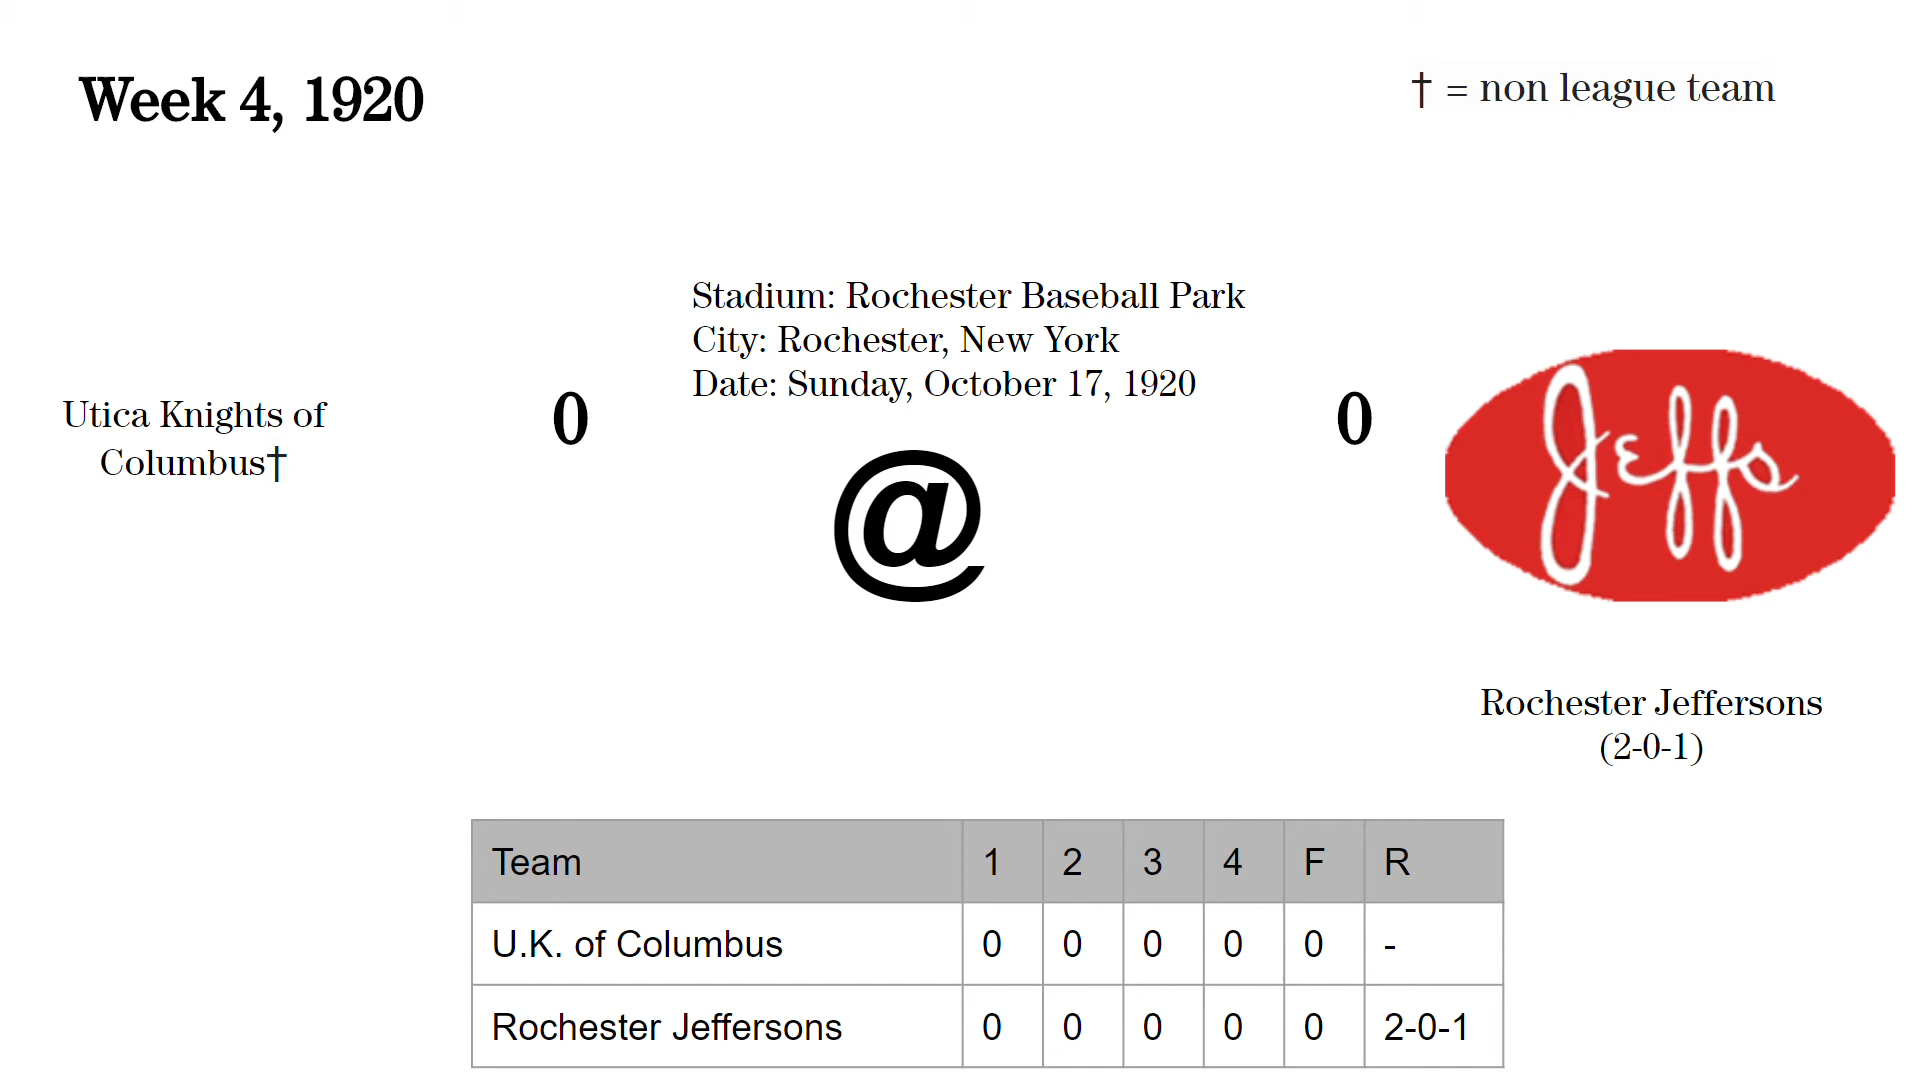 Week 4, 1920
† = non league team
Stadium: Rochester Baseball Park
City: Rochester, New York
Date: Sunday, October 17, 1920
Utica Knights of
Columbus†
0
@
0
Jeffs
Rochester Jeffersons
(2-0-1)
Team 1 2 3 4 F R
U.K. of Columbus 0 0 0 0 0 -
Rochester Jeffersons 0 0 0 0 0 2-0-1